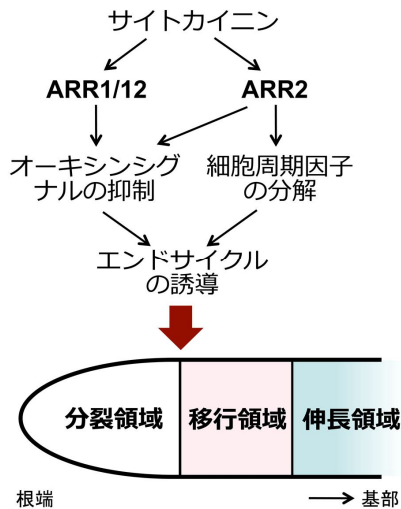 サイトカイニン
ARR1/12 ARR2
オーキシンシグ
ナルの抑制
細胞周期因子
の分解
エンドサイクル
の誘導
分裂領域 移行領域 伸長領域
根端 基部